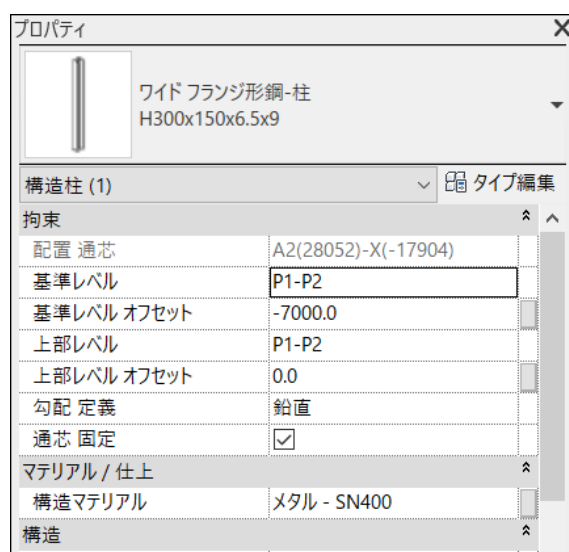 プロパティ
ワイド フランジ形鋼-柱
H300x150x6.5x9
構造柱 (1)
タイプ編集
拘束
配置 通芯 A2(28052)-X(-17904)
基準レベル P1-P2
基準レベル オフセット -7000.0
上部レベル P1-P2
上部レベル オフセット 0.0
勾配 定義 鉛直
通芯 固定
マテリアル / 仕上
構造マテリアル メタル - SN400
構造